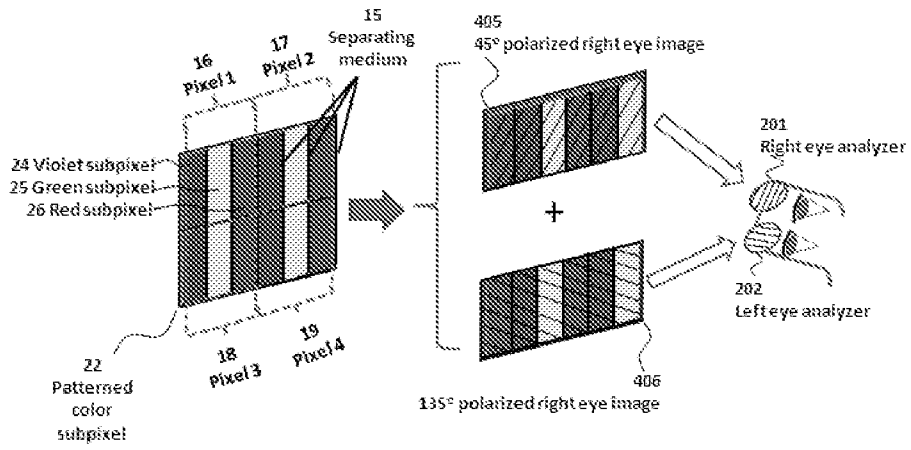 15
Separating
medium
16
Pixel 1
17
Pixel 2
405
45° polarized right eye image
24 Violet subpixel
25 Green subpixel
26 Red subpixel
201
Right eye analyzer
+
202
Left eye analyzer
18
Pixel 3
19
Pixel 4
22
Patterned
color
subpixel
406
135° polarized right eye image